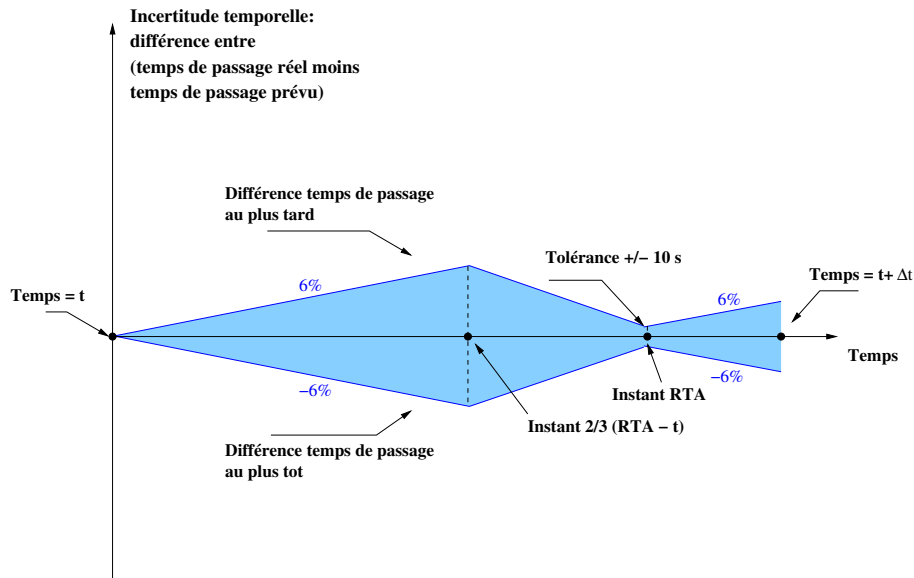 Incertitude temporelle:
différence entre
(temps de passage réel moins
temps de passage prévu)
Différence temps de passage
au plus tard
Tolérance +/− 10 s
Temps = t+ Δt
6%
6%
Temps = t
Temps
−6%
−6%
Instant RTA
Instant 2/3 (RTA − t)
Différence temps de passage
au plus tot